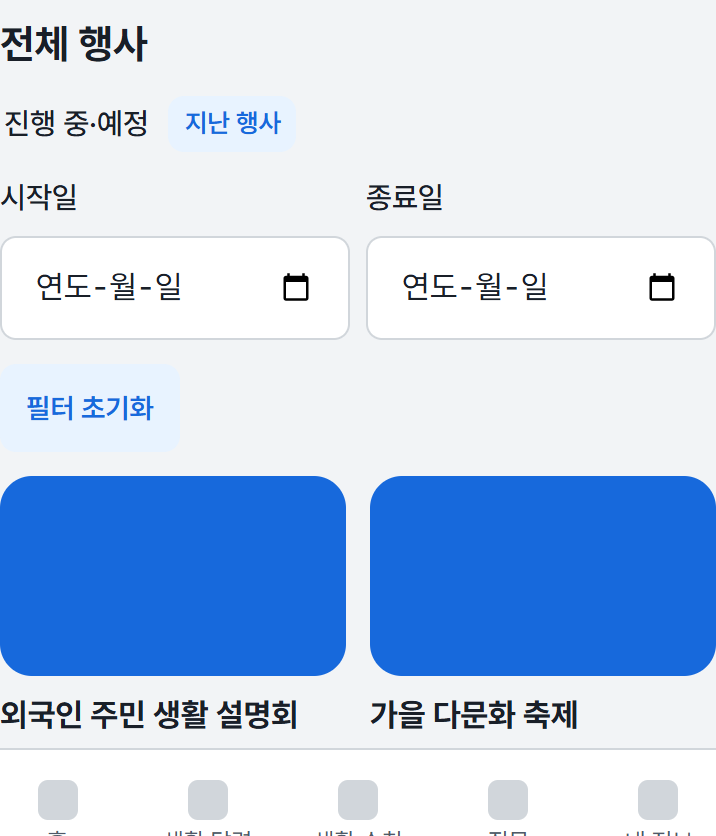 전체 행사
진행 중·예정 지난 행사
시작일 종료일
연도-월-일 연도-월-일
필터 초기화
외국인 주민 생활 설명회 가을 다문화 축제